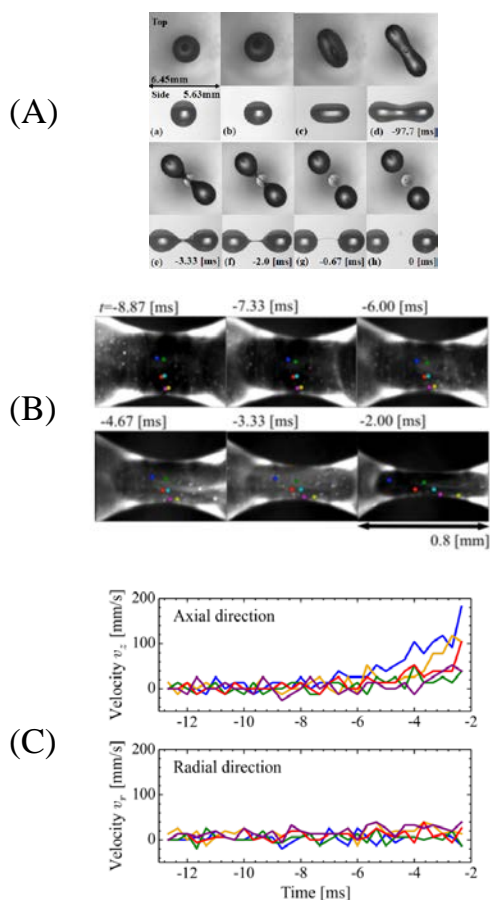 (A)
Top
6.45mm
Side 5.63mm
(a) (b) (c) (d) -97.7 [ms]
(e) -3.33 [ms] (f) -2.0 [ms] (g) -0.67 [ms] (h) 0 [ms]
(B)
t=-8.87 [ms] -7.33 [ms] -6.00 [ms]
-4.67 [ms] -3.33 [ms] -2.00 [ms]
0.8 [mm]
(C)
Velocity v_z [mm/s]
200
100
0
Axial direction
-12 -10 -8 -6 -4 -2
Velocity v_r [mm/s]
200
100
0
Radial direction
-12 -10 -8 -6 -4 -2
Time [ms]